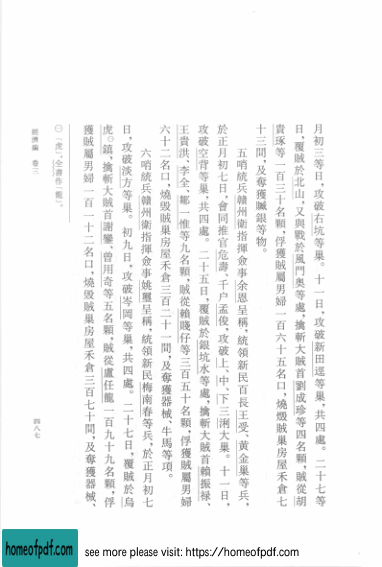 月初三等日，攻破右坑等巢。十一日，攻破新田逕等巢，共四處。二十七等
日，覆賊於北山，又與戰於風門奧等處，擒斬大賊首劉成珍等四名顆，賊從胡
貴琢等一百三十名顆，俘獲賊屬男婦一百六十五名口，燒燬賊巢房屋禾倉七
十三間，及奪獲贓銀等物。
五哨統兵贛州衛指揮僉事余恩呈稱，統領新民百長王受、黃金巢等兵，
於正月初七日，會同推官危壽、千戶孟俊，攻破上、中、下三浰大巢。十一日，
攻破空背等巢，共四處。二十五日，覆賊於銀坑水等處，擒斬大賊首賴振祿、
王貴洪、李全、鄒一惟等九名顆，賊從賴賤仔等三百五十名顆，俘獲賊屬男婦
六十二名口，燒毀賊巢房屋禾倉三百二十一間，及奪獲器械、牛馬等項。
六哨統兵贛州衛指揮僉事姚璽呈稱，統領新民梅南春等兵，於正月初七
日，攻破淡方等巢。初九日，攻破岑岡等巢，共四處。二十七日，覆賊於烏
虎㊀鎮，擒斬大賊首謝鑾、曾用奇等五名顆，賊從盧任龍一百九十九名顆，俘
獲賊屬男婦一百一十二名口，燒毀賊巢房屋禾倉三百七十間，及奪獲器械、
㊀「虎」，全書作「龍」。
經濟編 卷三
四八七
homeofpdf.com
see more please visit: https://homeofpdf.com